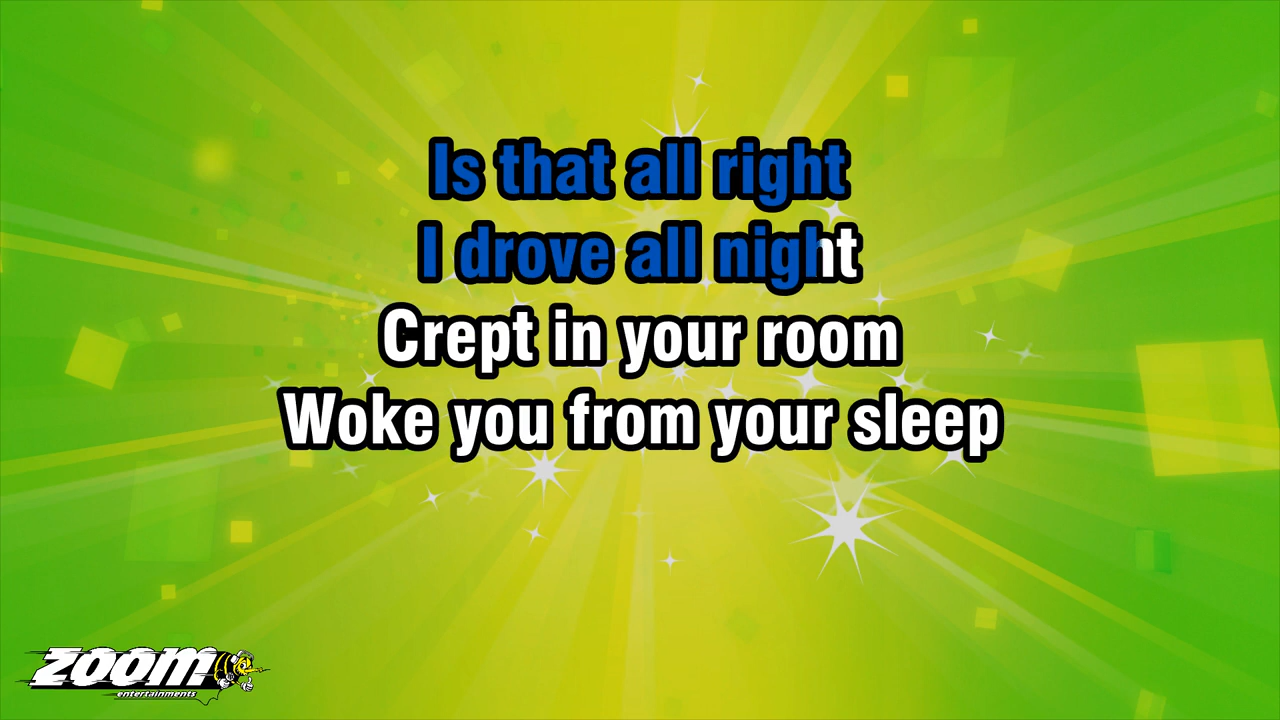 Is that all right
I drove all night
Crept in your room
Woke you from your sleep
ZOOM
entertainments